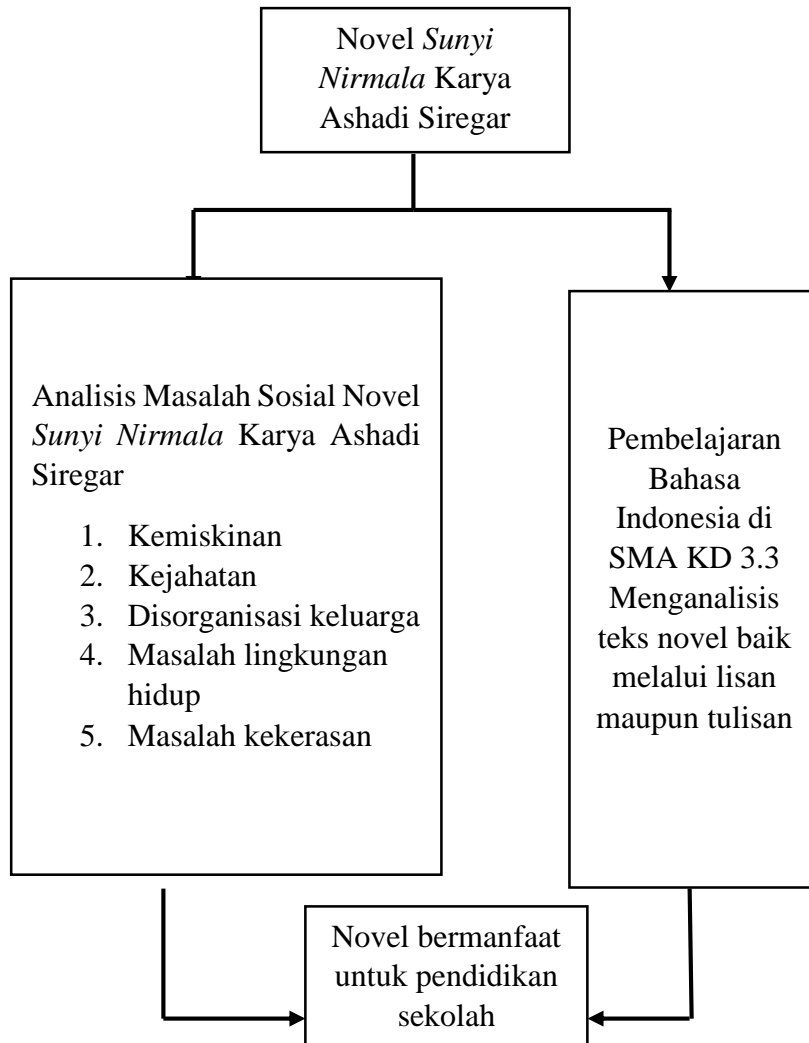 Novel Sunyi
Nirmala Karya
Ashadi Siregar
Analisis Masalah Sosial Novel
Sunyi Nirmala Karya Ashadi
Siregar
1. Kemiskinan
2. Kejahatan
3. Disorganisasi keluarga
4. Masalah lingkungan
hidup
5. Masalah kekerasan
Pembelajaran
Bahasa
Indonesia di
SMA KD 3.3
Menganalisis
teks novel baik
melalui lisan
maupun tulisan
Novel bermanfaat
untuk pendidikan
sekolah